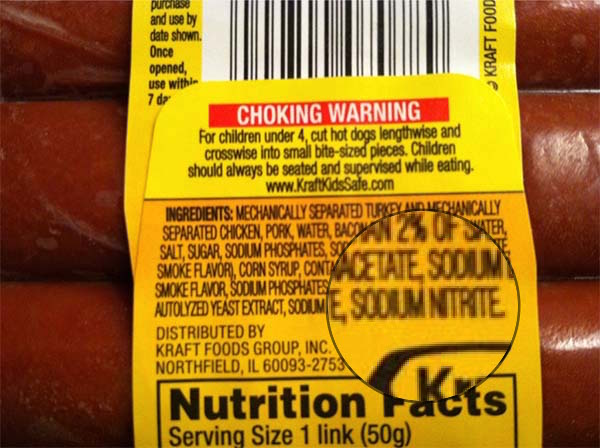 purchase
and use by
date shown.
Once
opened,
use within
7 da
KRAFT FOOD
CHOKING WARNING
For children under 4, cut hot dogs lengthwise and
crosswise into small bite-sized pieces. Children
should always be seated and supervised while eating.
www.KraftKidsSafe.com
INGREDIENTS: MECHANICALLY SEPARATED TURKEY AND MECHANICALLY
SEPARATED CHICKEN, PORK, WATER, BACON 2% OF WATER,
SALT, SUGAR, SODIUM PHOSPHATES,
SMOKE FLAVOR), CORN SYRUP, ACETATE, SODIUM
SMOKE FLAVOR, SODIUM PHOSPHATES
AUTOLYZED YEAST EXTRACT, SODIUM E, SODIUM NITRITE.
DISTRIBUTED BY
KRAFT FOODS GROUP, INC.
NORTHFIELD, IL 60093-2753
Nutrition Facts
Serving Size 1 link (50g)